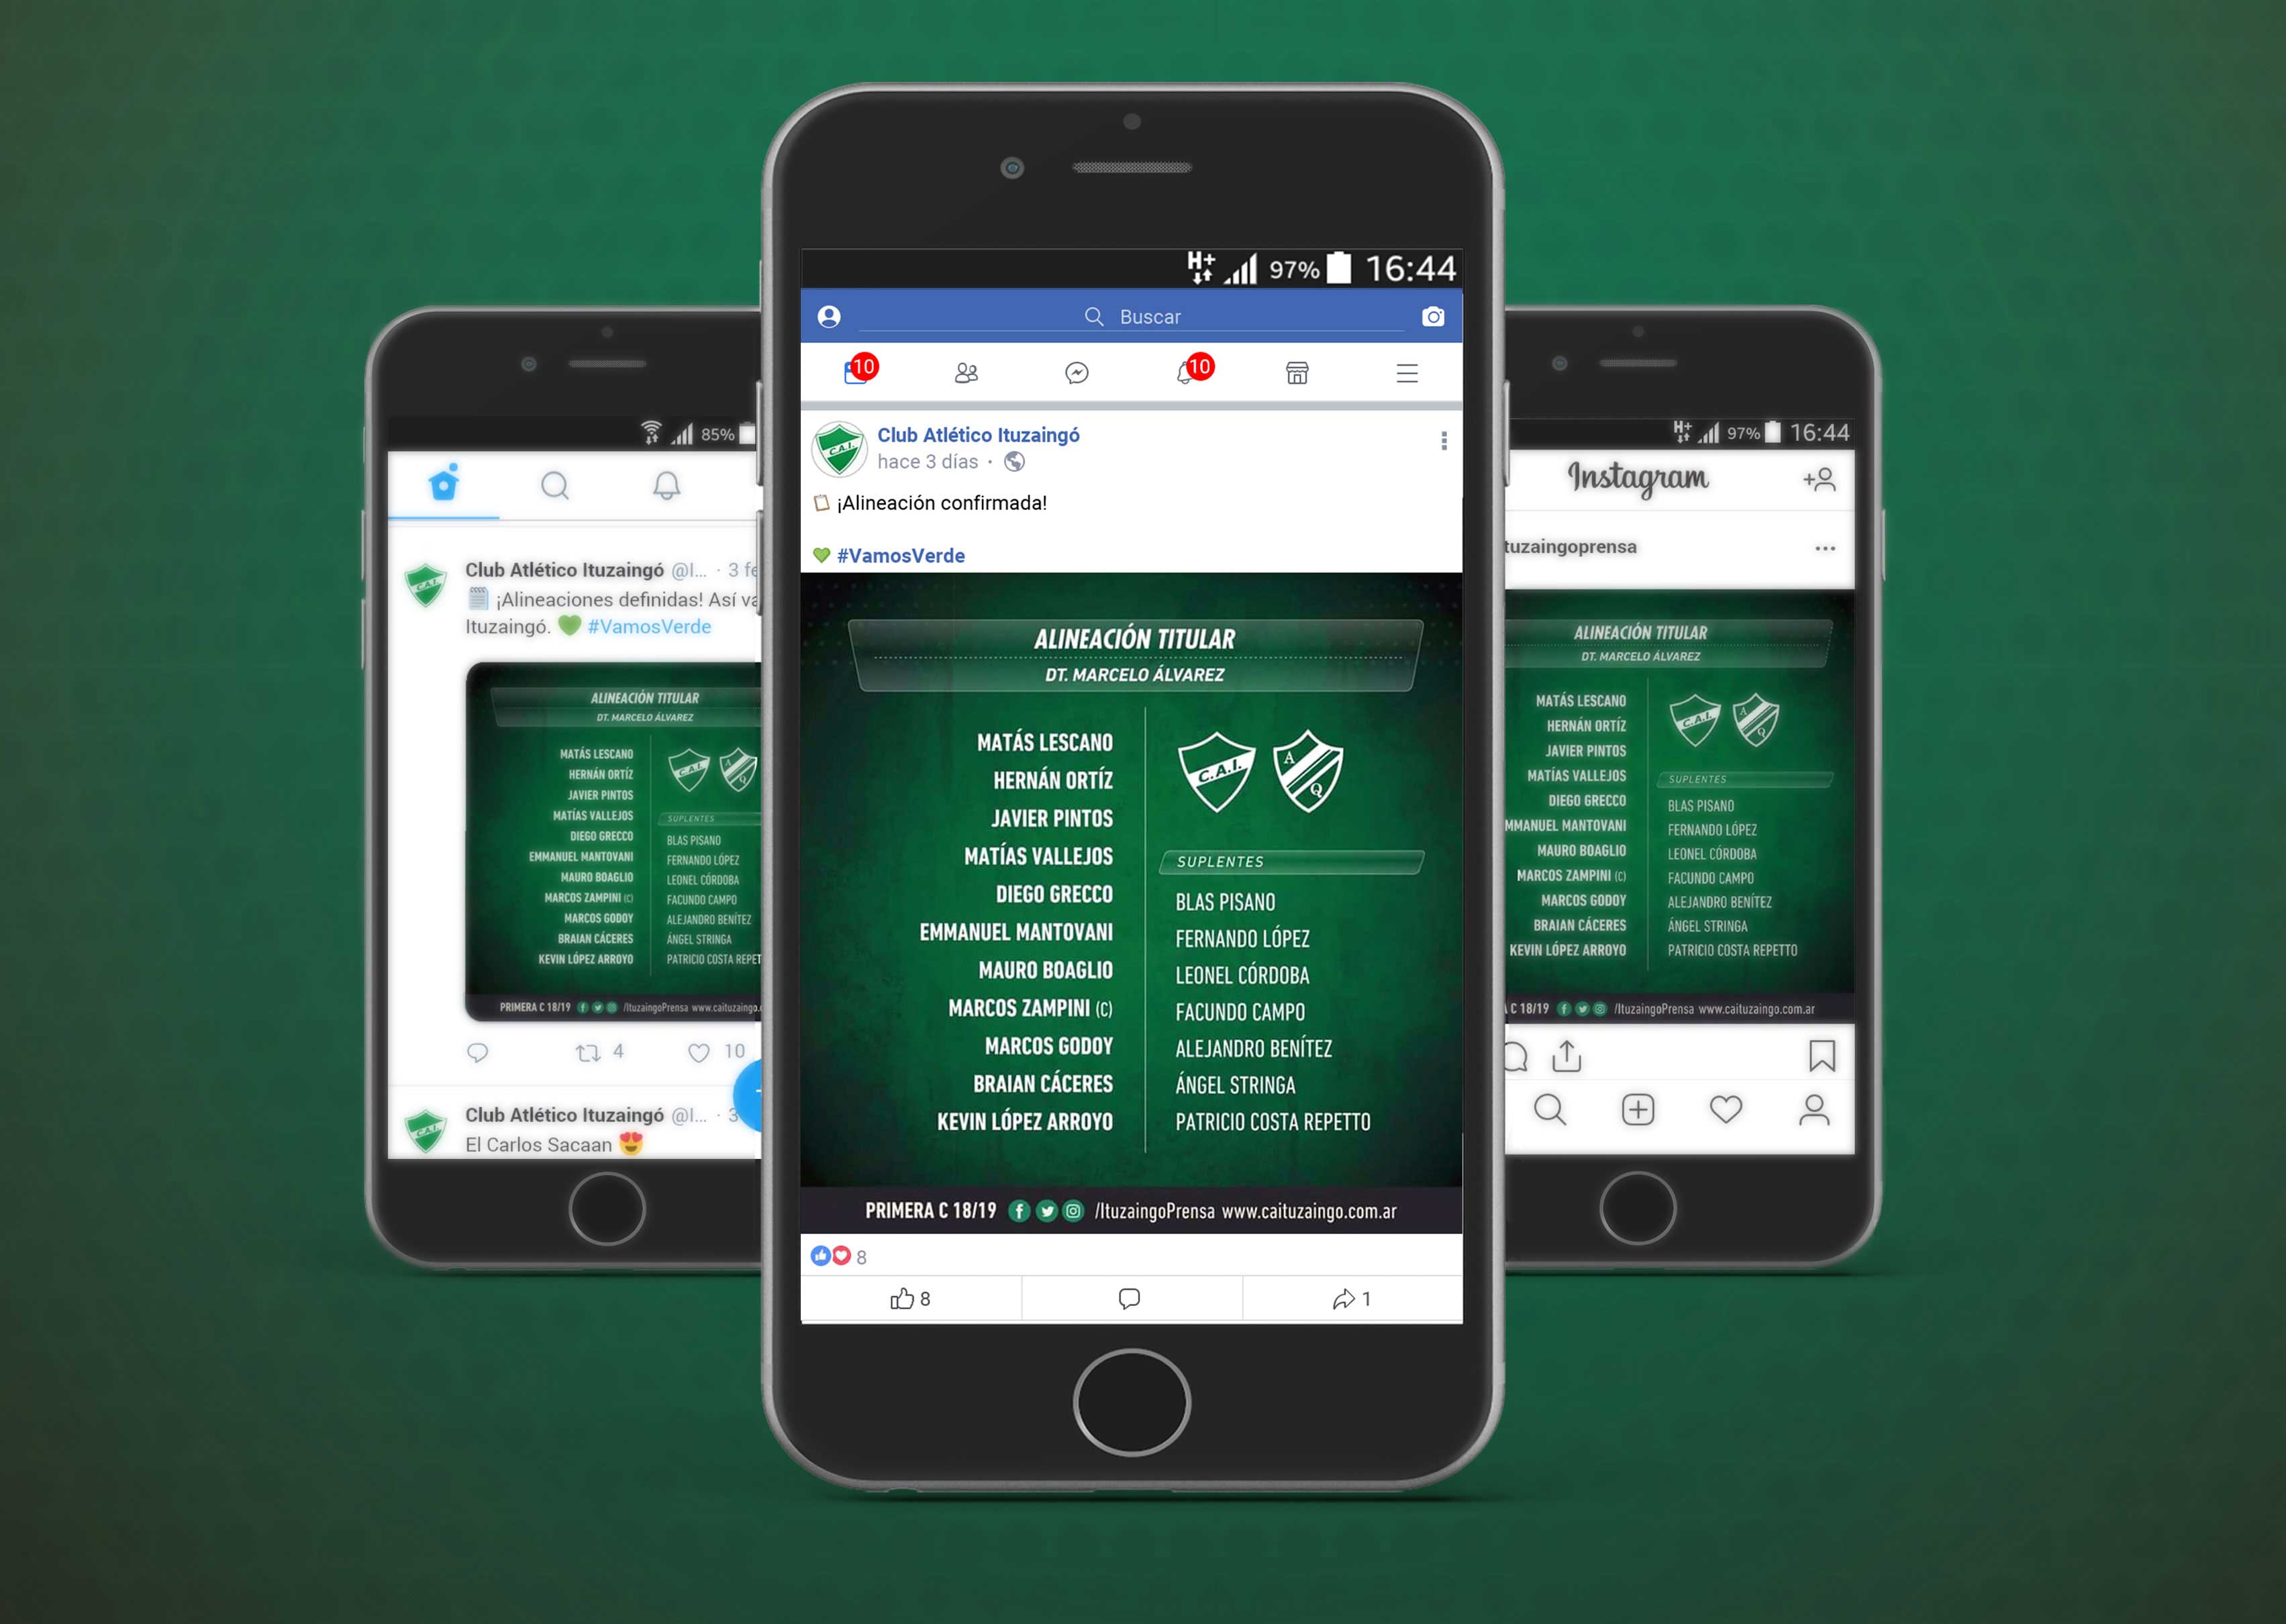 85%
Club Atlético Ituzaingó @I... · 3 fe
¡Alineaciones definidas! Así va
Ituzaingó. 💚 #VamosVerde
ALINEACIÓN TITULAR
DT. MARCELO ÁLVAREZ
MATÁS LESCANO
HERNÁN ORTÍZ
JAVIER PINTOS
MATÍAS VALLEJOS
DIEGO GRECCO
EMMANUEL MANTOVANI
MAURO BOAGLIO
MARCOS ZAMPINI (C)
MARCOS GODOY
BRAIAN CÁCERES
KEVIN LÓPEZ ARROYO
C.A.I.
A
Q
SUPLENTES
BLAS PISANO
FERNANDO LÓPEZ
LEONEL CÓRDOBA
FACUNDO CAMPO
ALEJANDRO BENÍTEZ
ÁNGEL STRINGA
PATRICIO COSTA REPET
PRIMERA C 18/19 /ItuzaingoPrensa www.caituzaingo.
4
10
Club Atlético Ituzaingó @I... · 3
El Carlos Sacaan 😍
H+ 97% 16:44
Buscar
10
10
C.A.I.
Club Atlético Ituzaingó
hace 3 días ·
📋 ¡Alineación confirmada!
💚 #VamosVerde
ALINEACIÓN TITULAR
DT. MARCELO ÁLVAREZ
MATÁS LESCANO
HERNÁN ORTÍZ
JAVIER PINTOS
MATÍAS VALLEJOS
DIEGO GRECCO
EMMANUEL MANTOVANI
MAURO BOAGLIO
MARCOS ZAMPINI (C)
MARCOS GODOY
BRAIAN CÁCERES
KEVIN LÓPEZ ARROYO
C.A.I.
A
Q
SUPLENTES
BLAS PISANO
FERNANDO LÓPEZ
LEONEL CÓRDOBA
FACUNDO CAMPO
ALEJANDRO BENÍTEZ
ÁNGEL STRINGA
PATRICIO COSTA REPETTO
PRIMERA C 18/19 /ItuzaingoPrensa www.caituzaingo.com.ar
8
8
1
H+ 97% 16:44
Instagram
tuzaingoprensa
ALINEACIÓN TITULAR
DT. MARCELO ÁLVAREZ
MATÁS LESCANO
HERNÁN ORTÍZ
JAVIER PINTOS
MATÍAS VALLEJOS
DIEGO GRECCO
MMANUEL MANTOVANI
MAURO BOAGLIO
MARCOS ZAMPINI (C)
MARCOS GODOY
BRAIAN CÁCERES
KEVIN LÓPEZ ARROYO
C.A.I.
A
Q
SUPLENTES
BLAS PISANO
FERNANDO LÓPEZ
LEONEL CÓRDOBA
FACUNDO CAMPO
ALEJANDRO BENÍTEZ
ÁNGEL STRINGA
PATRICIO COSTA REPETTO
C 18/19 /ItuzaingoPrensa www.caituzaingo.com.ar